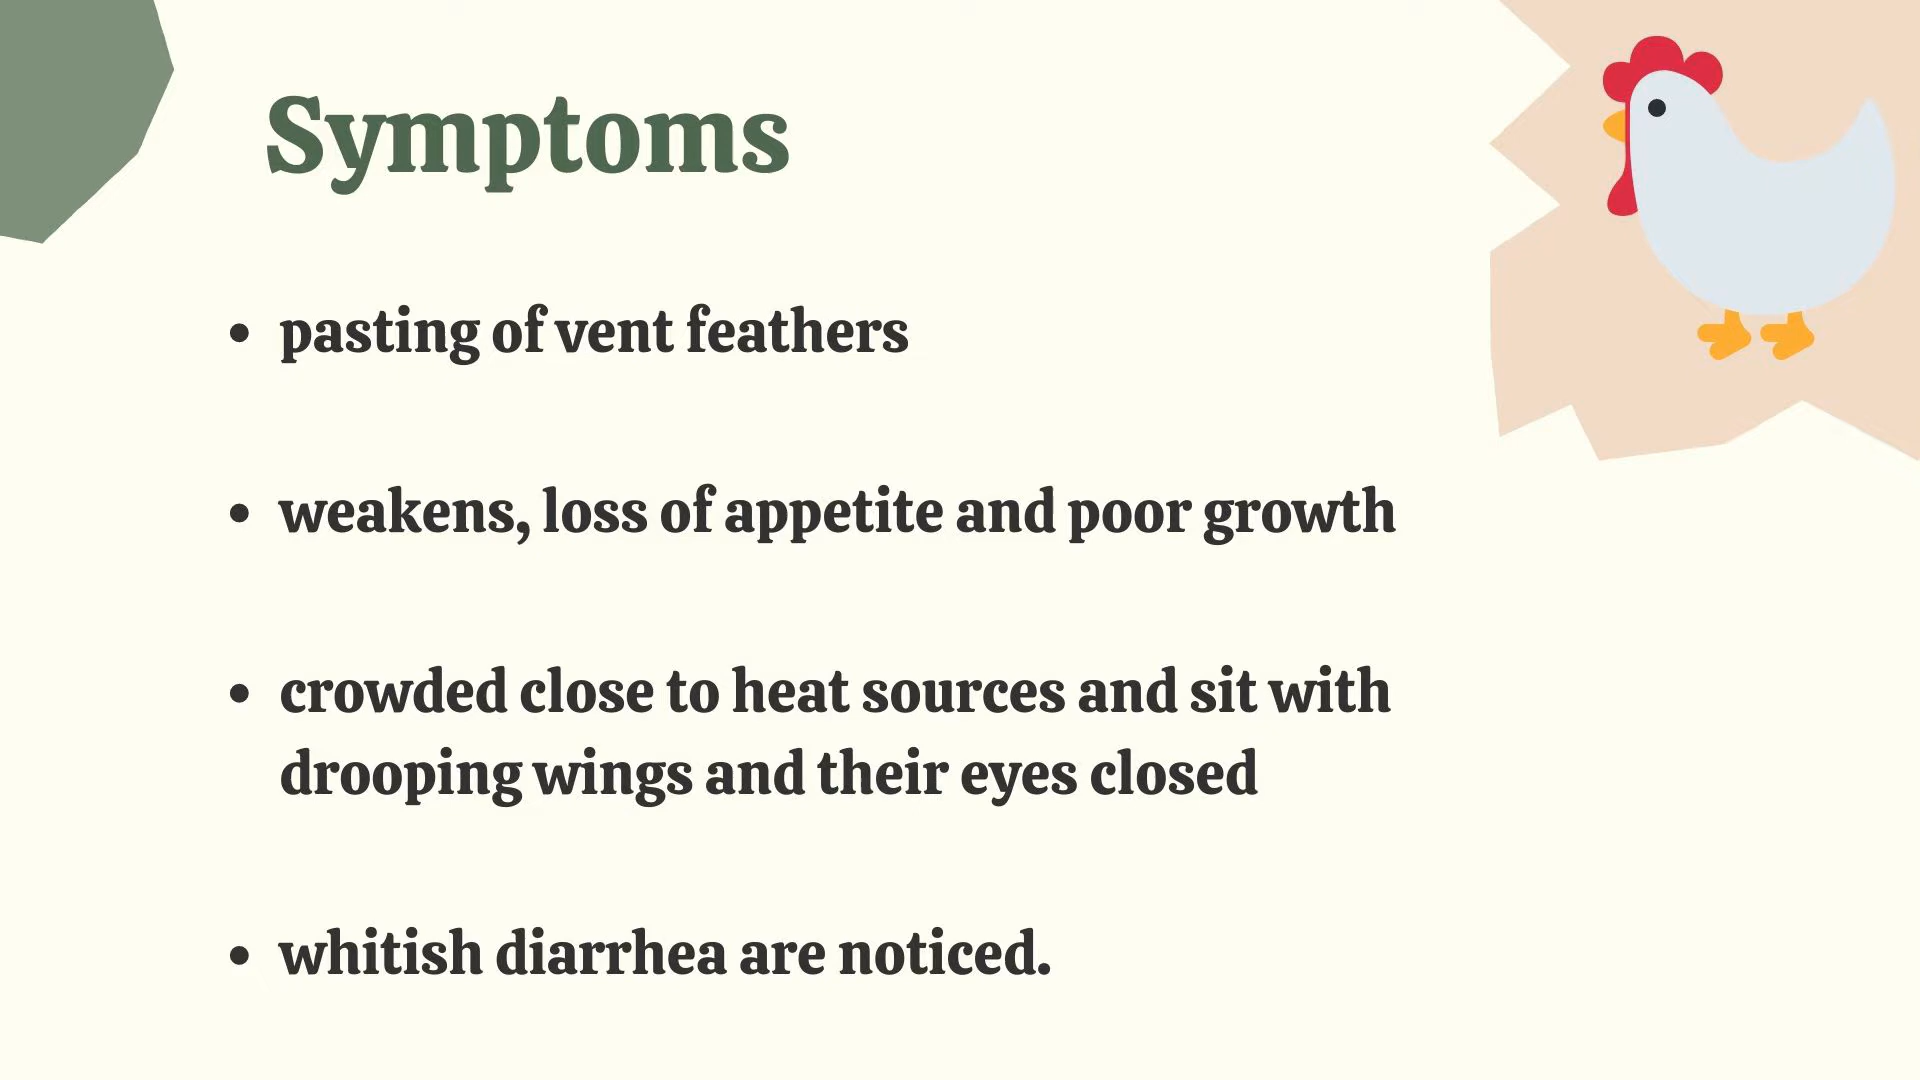 Symptoms
• pasting of vent feathers
• weakens, loss of appetite and poor growth
• crowded close to heat sources and sit with
drooping wings and their eyes closed
• whitish diarrhea are noticed.